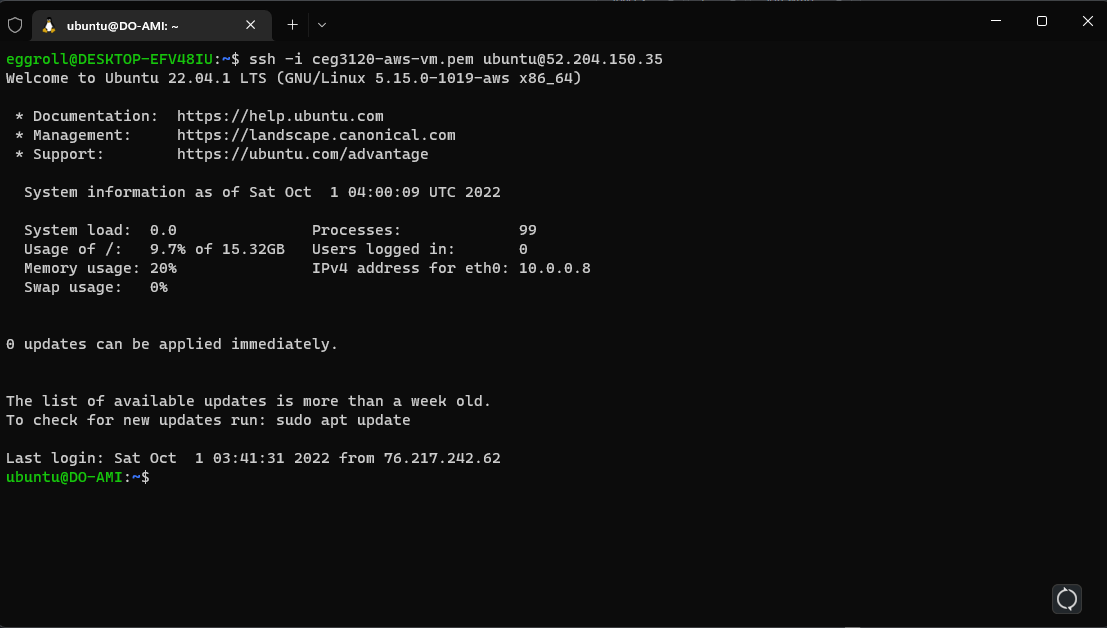 ubuntu@DO-AMI: ~
eggroll@DESKTOP-EFV48IU:~$ ssh -i ceg3120-aws-vm.pem ubuntu@52.204.150.35
Welcome to Ubuntu 22.04.1 LTS (GNU/Linux 5.15.0-1019-aws x86_64)

 * Documentation:  https://help.ubuntu.com
 * Management:     https://landscape.canonical.com
 * Support:        https://ubuntu.com/advantage

  System information as of Sat Oct  1 04:00:09 UTC 2022

  System load:  0.0               Processes:             99
  Usage of /:   9.7% of 15.32GB   Users logged in:       0
  Memory usage: 20%               IPv4 address for eth0: 10.0.0.8
  Swap usage:   0%


0 updates can be applied immediately.


The list of available updates is more than a week old.
To check for new updates run: sudo apt update

Last login: Sat Oct  1 03:41:31 2022 from 76.217.242.62
ubuntu@DO-AMI:~$